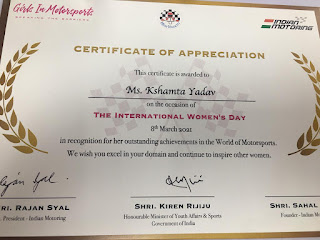 Girls In Motorsports
BREAKING THE BARRIERS
INDIAN
MOTORING
CERTIFICATE OF APPRECIATION
This certificate is awarded to
Ms. Kshamta Yadav
on the occasion of
THE INTERNATIONAL WOMEN'S DAY
8th March 2021
in recognition for her outstanding achievements in the World of Motorsports.
We wish you excel in your domain and continue to inspire other women.
HRI. RAJAN SYAL
President - Indian Motoring
SHRI. KIREN RIJIJU
Honourable Minister of Youth Affairs & Sports
Government of India
SHRI. SAHAL
Founder - Indian M